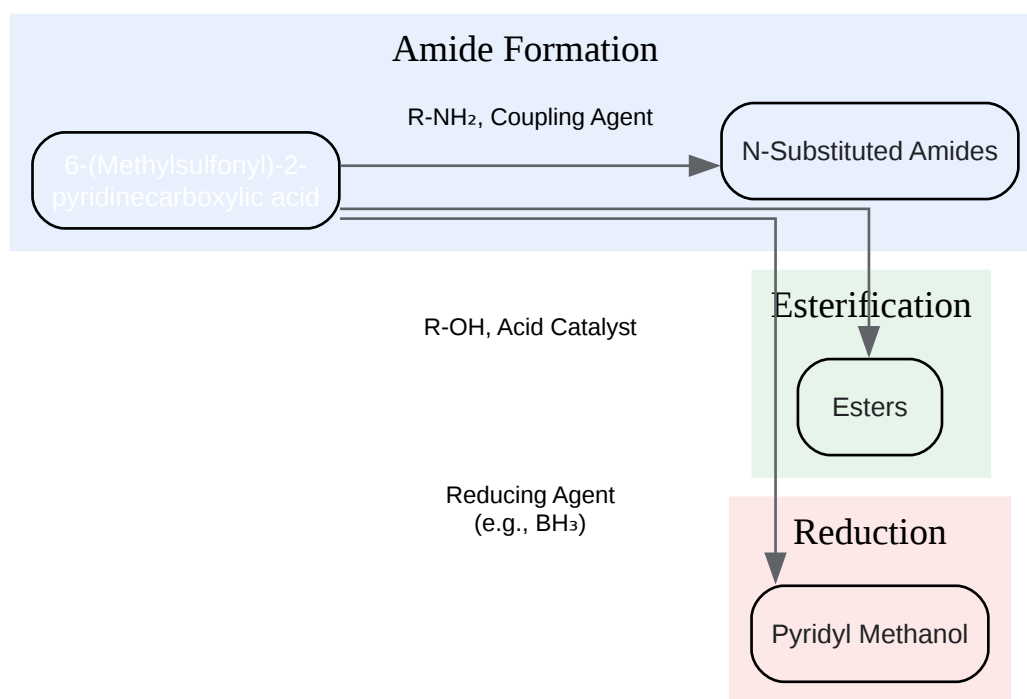 Amide Formation
R-NH₂, Coupling Agent
6-(Methylsulfonyl)-2-
pyridinecarboxylic acid
N-Substituted Amides
Esterification
R-OH, Acid Catalyst
Esters
Reducing Agent
(e.g., BH₃)
Reduction
Pyridyl Methanol